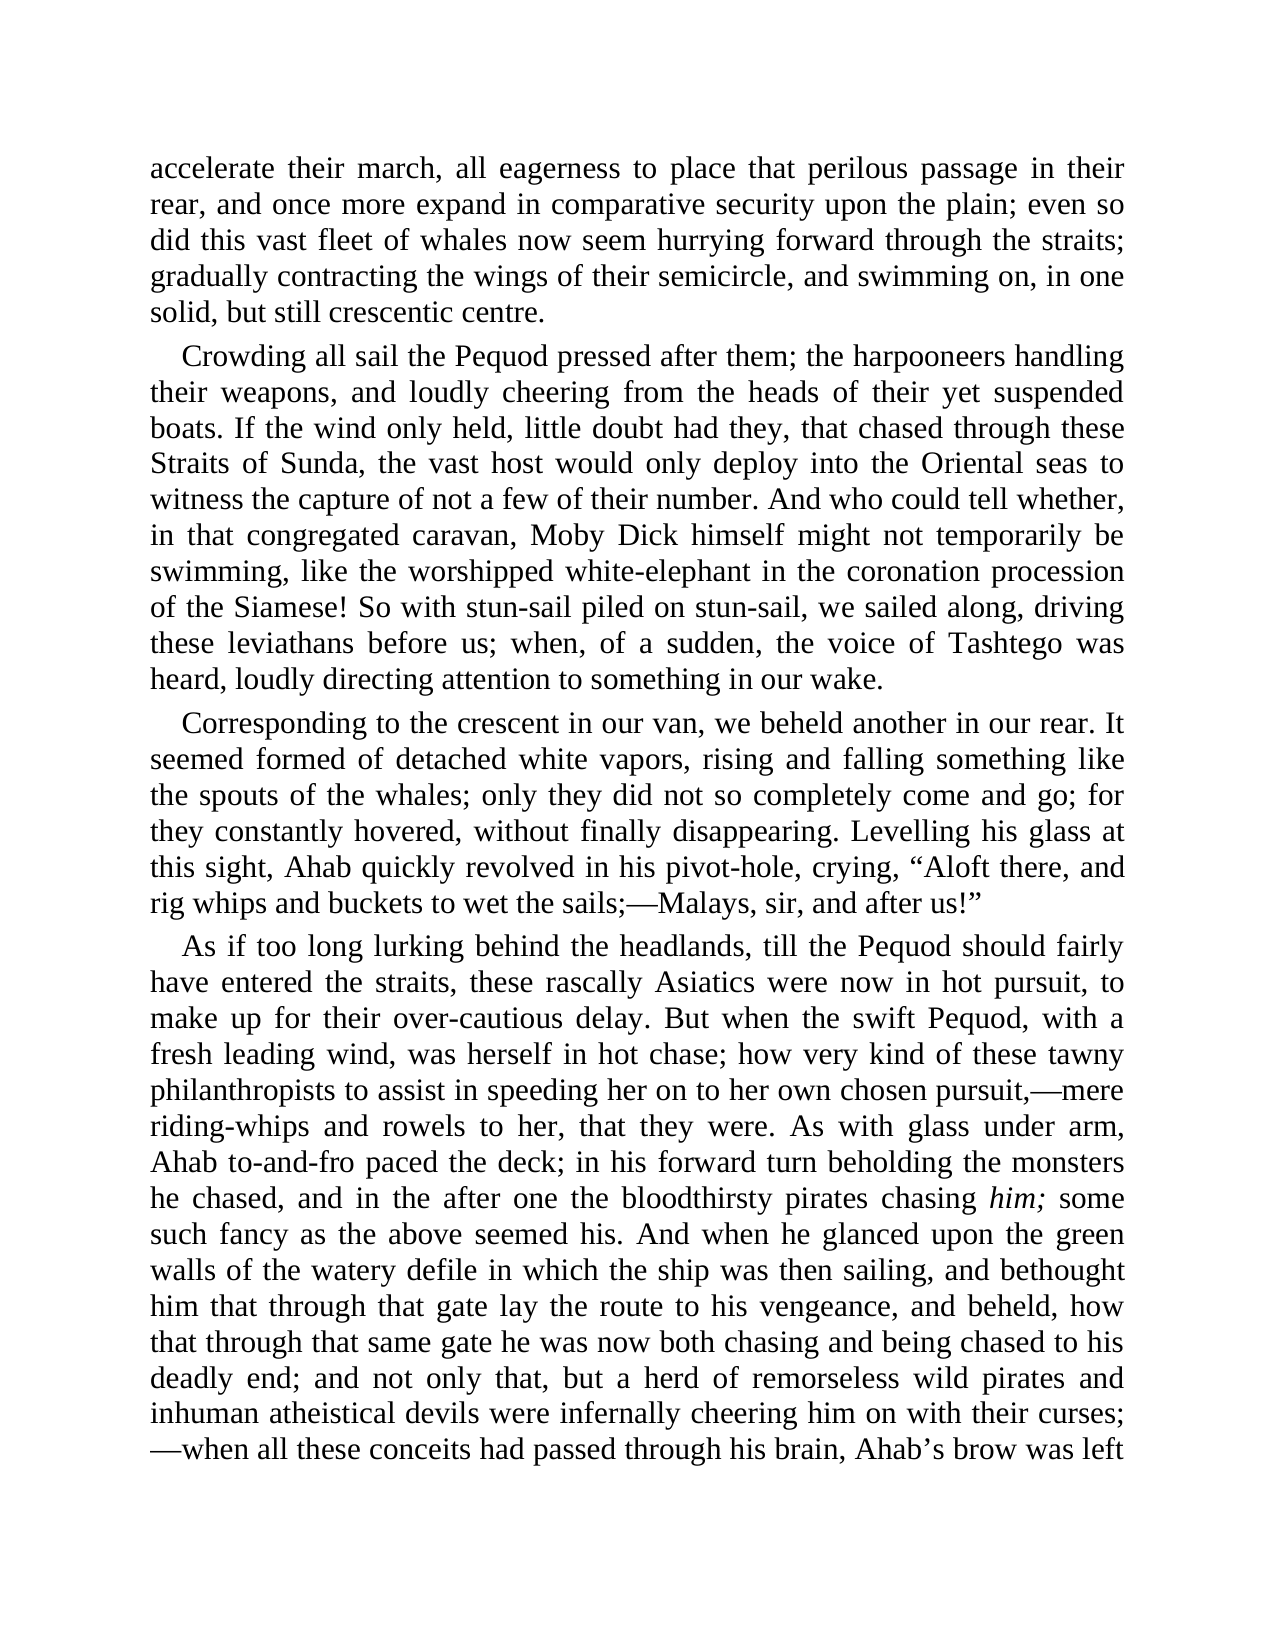 accelerate their march, all eagerness to place that perilous passage in their
rear, and once more expand in comparative security upon the plain; even so
did this vast fleet of whales now seem hurrying forward through the straits;
gradually contracting the wings of their semicircle, and swimming on, in one
solid, but still crescentic centre.
Crowding all sail the Pequod pressed after them; the harpooneers handling
their weapons, and loudly cheering from the heads of their yet suspended
boats. If the wind only held, little doubt had they, that chased through these
Straits of Sunda, the vast host would only deploy into the Oriental seas to
witness the capture of not a few of their number. And who could tell whether,
in that congregated caravan, Moby Dick himself might not temporarily be
swimming, like the worshipped white-elephant in the coronation procession
of the Siamese! So with stun-sail piled on stun-sail, we sailed along, driving
these leviathans before us; when, of a sudden, the voice of Tashtego was
heard, loudly directing attention to something in our wake.
Corresponding to the crescent in our van, we beheld another in our rear. It
seemed formed of detached white vapors, rising and falling something like
the spouts of the whales; only they did not so completely come and go; for
they constantly hovered, without finally disappearing. Levelling his glass at
this sight, Ahab quickly revolved in his pivot-hole, crying, “Aloft there, and
rig whips and buckets to wet the sails;—Malays, sir, and after us!”
As if too long lurking behind the headlands, till the Pequod should fairly
have entered the straits, these rascally Asiatics were now in hot pursuit, to
make up for their over-cautious delay. But when the swift Pequod, with a
fresh leading wind, was herself in hot chase; how very kind of these tawny
philanthropists to assist in speeding her on to her own chosen pursuit,—mere
riding-whips and rowels to her, that they were. As with glass under arm,
Ahab to-and-fro paced the deck; in his forward turn beholding the monsters
he chased, and in the after one the bloodthirsty pirates chasing him; some
such fancy as the above seemed his. And when he glanced upon the green
walls of the watery defile in which the ship was then sailing, and bethought
him that through that gate lay the route to his vengeance, and beheld, how
that through that same gate he was now both chasing and being chased to his
deadly end; and not only that, but a herd of remorseless wild pirates and
inhuman atheistical devils were infernally cheering him on with their curses;
—when all these conceits had passed through his brain, Ahab’s brow was left